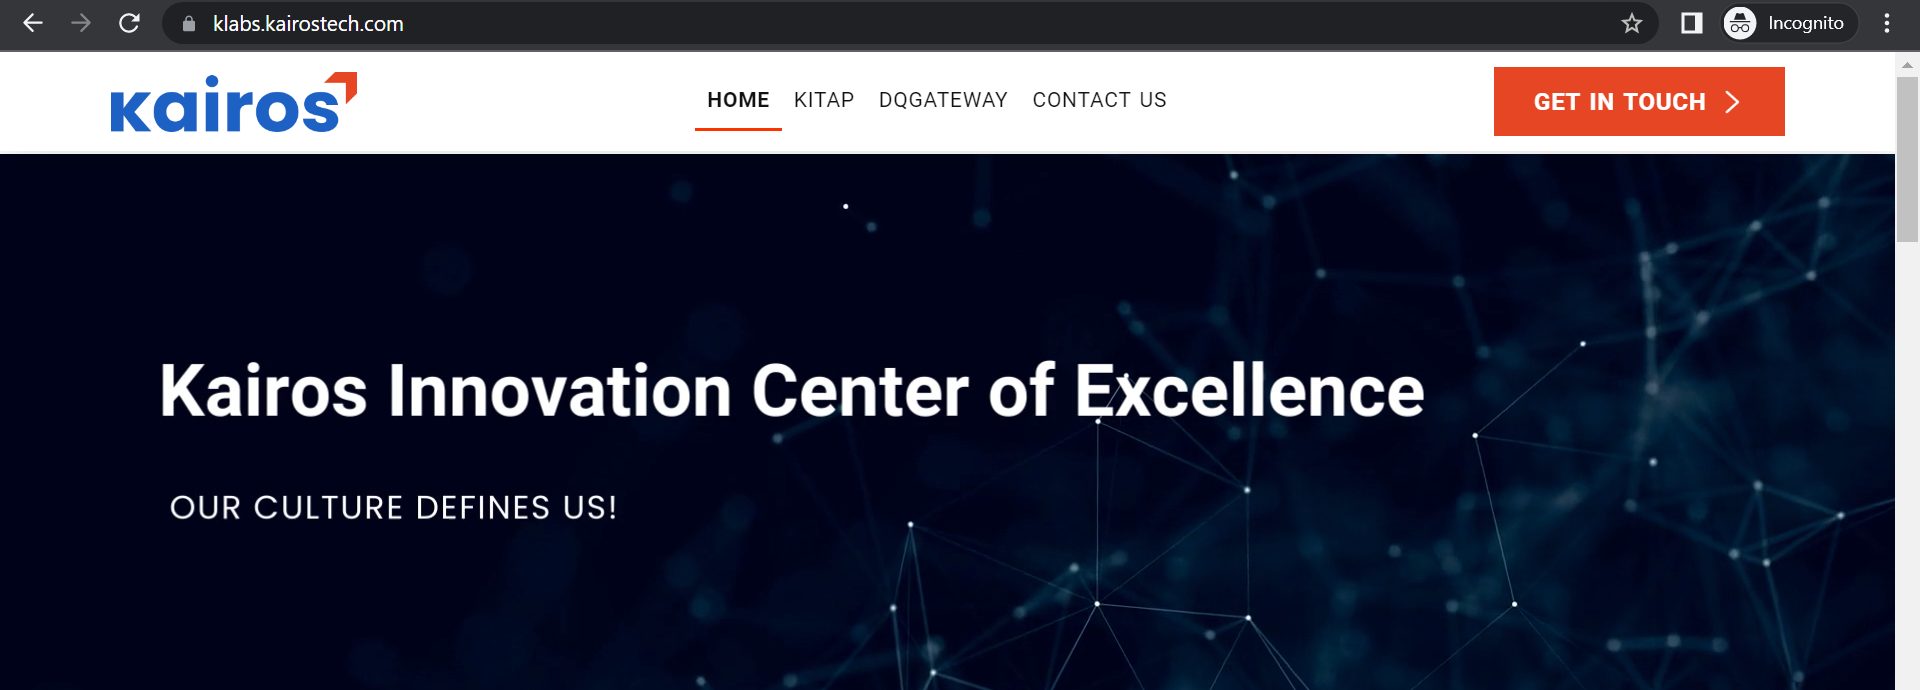 klabs.kairostech.com
Incognito
kairos
HOME KITAP DQGATEWAY CONTACT US
GET IN TOUCH
Kairos Innovation Center of Excellence
OUR CULTURE DEFINES US!